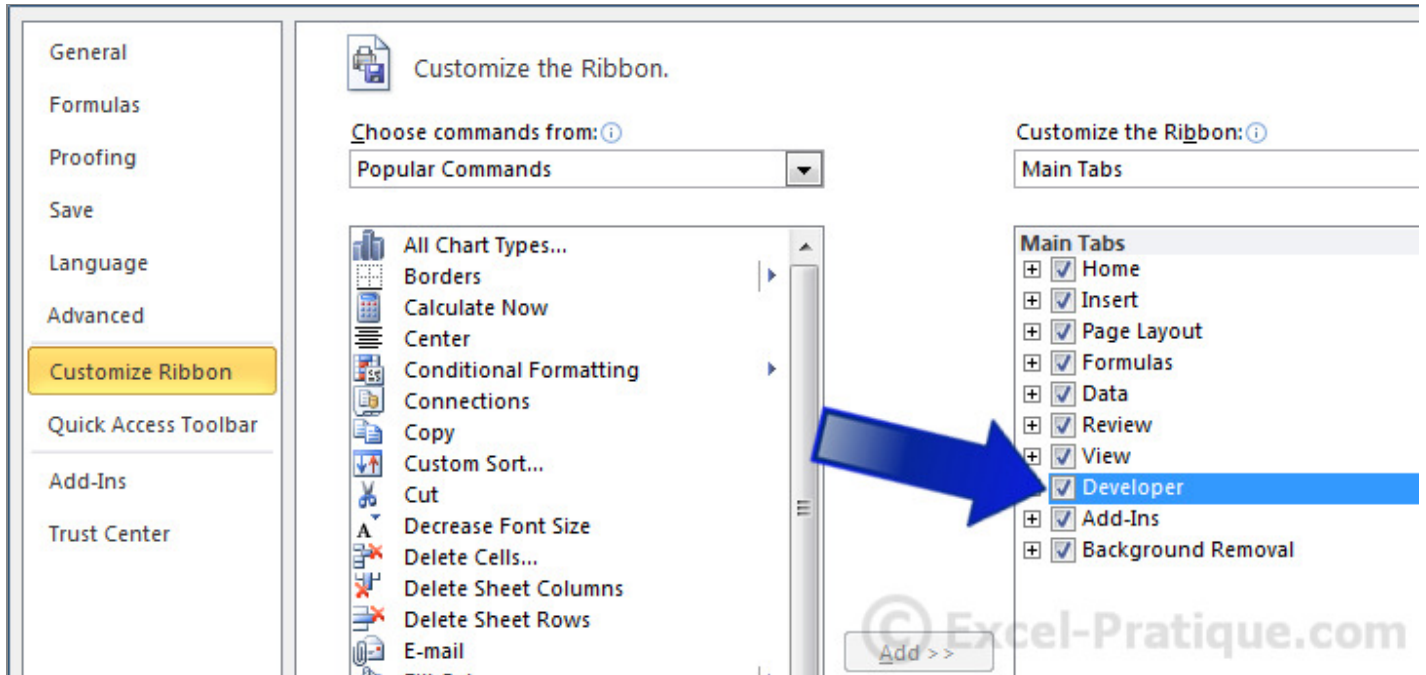 General
Formulas
Proofing
Save
Language
Advanced
Customize Ribbon
Quick Access Toolbar
Add-Ins
Trust Center
Customize the Ribbon.
Choose commands from:
Popular Commands
All Chart Types...
Borders
Calculate Now
Center
Conditional Formatting
Connections
Copy
Custom Sort...
Cut
Decrease Font Size
Delete Cells...
Delete Sheet Columns
Delete Sheet Rows
E-mail
Add >>
Customize the Ribbon:
Main Tabs
Main Tabs
Home
Insert
Page Layout
Formulas
Data
Review
View
Developer
Add-Ins
Background Removal
© Excel-Pratique.com